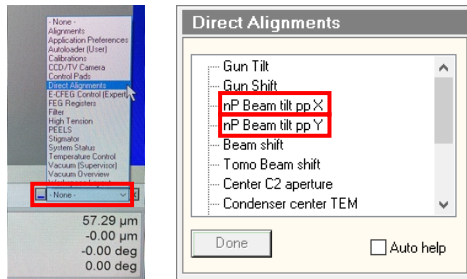 - None -
Alignments
Application Preferences
Autoloader (User)
Calibrations
CCD/TV Camera
Control Pads
Direct Alignments
E-CFEG Control (Expert)
FEG Registers
Filter
High Tension
PEELS
Stigmator
System Status
Temperature Control
Vacuum (Supervisor)
Vacuum Overview
- None -
57.29 µm
-0.00 µm
-0.00 deg
0.00 deg
Direct Alignments
Gun Tilt
Gun Shift
nP Beam tilt pp X
nP Beam tilt pp Y
Beam shift
Tomo Beam shift
Center C2 aperture
Condenser center TEM
Done
Auto help